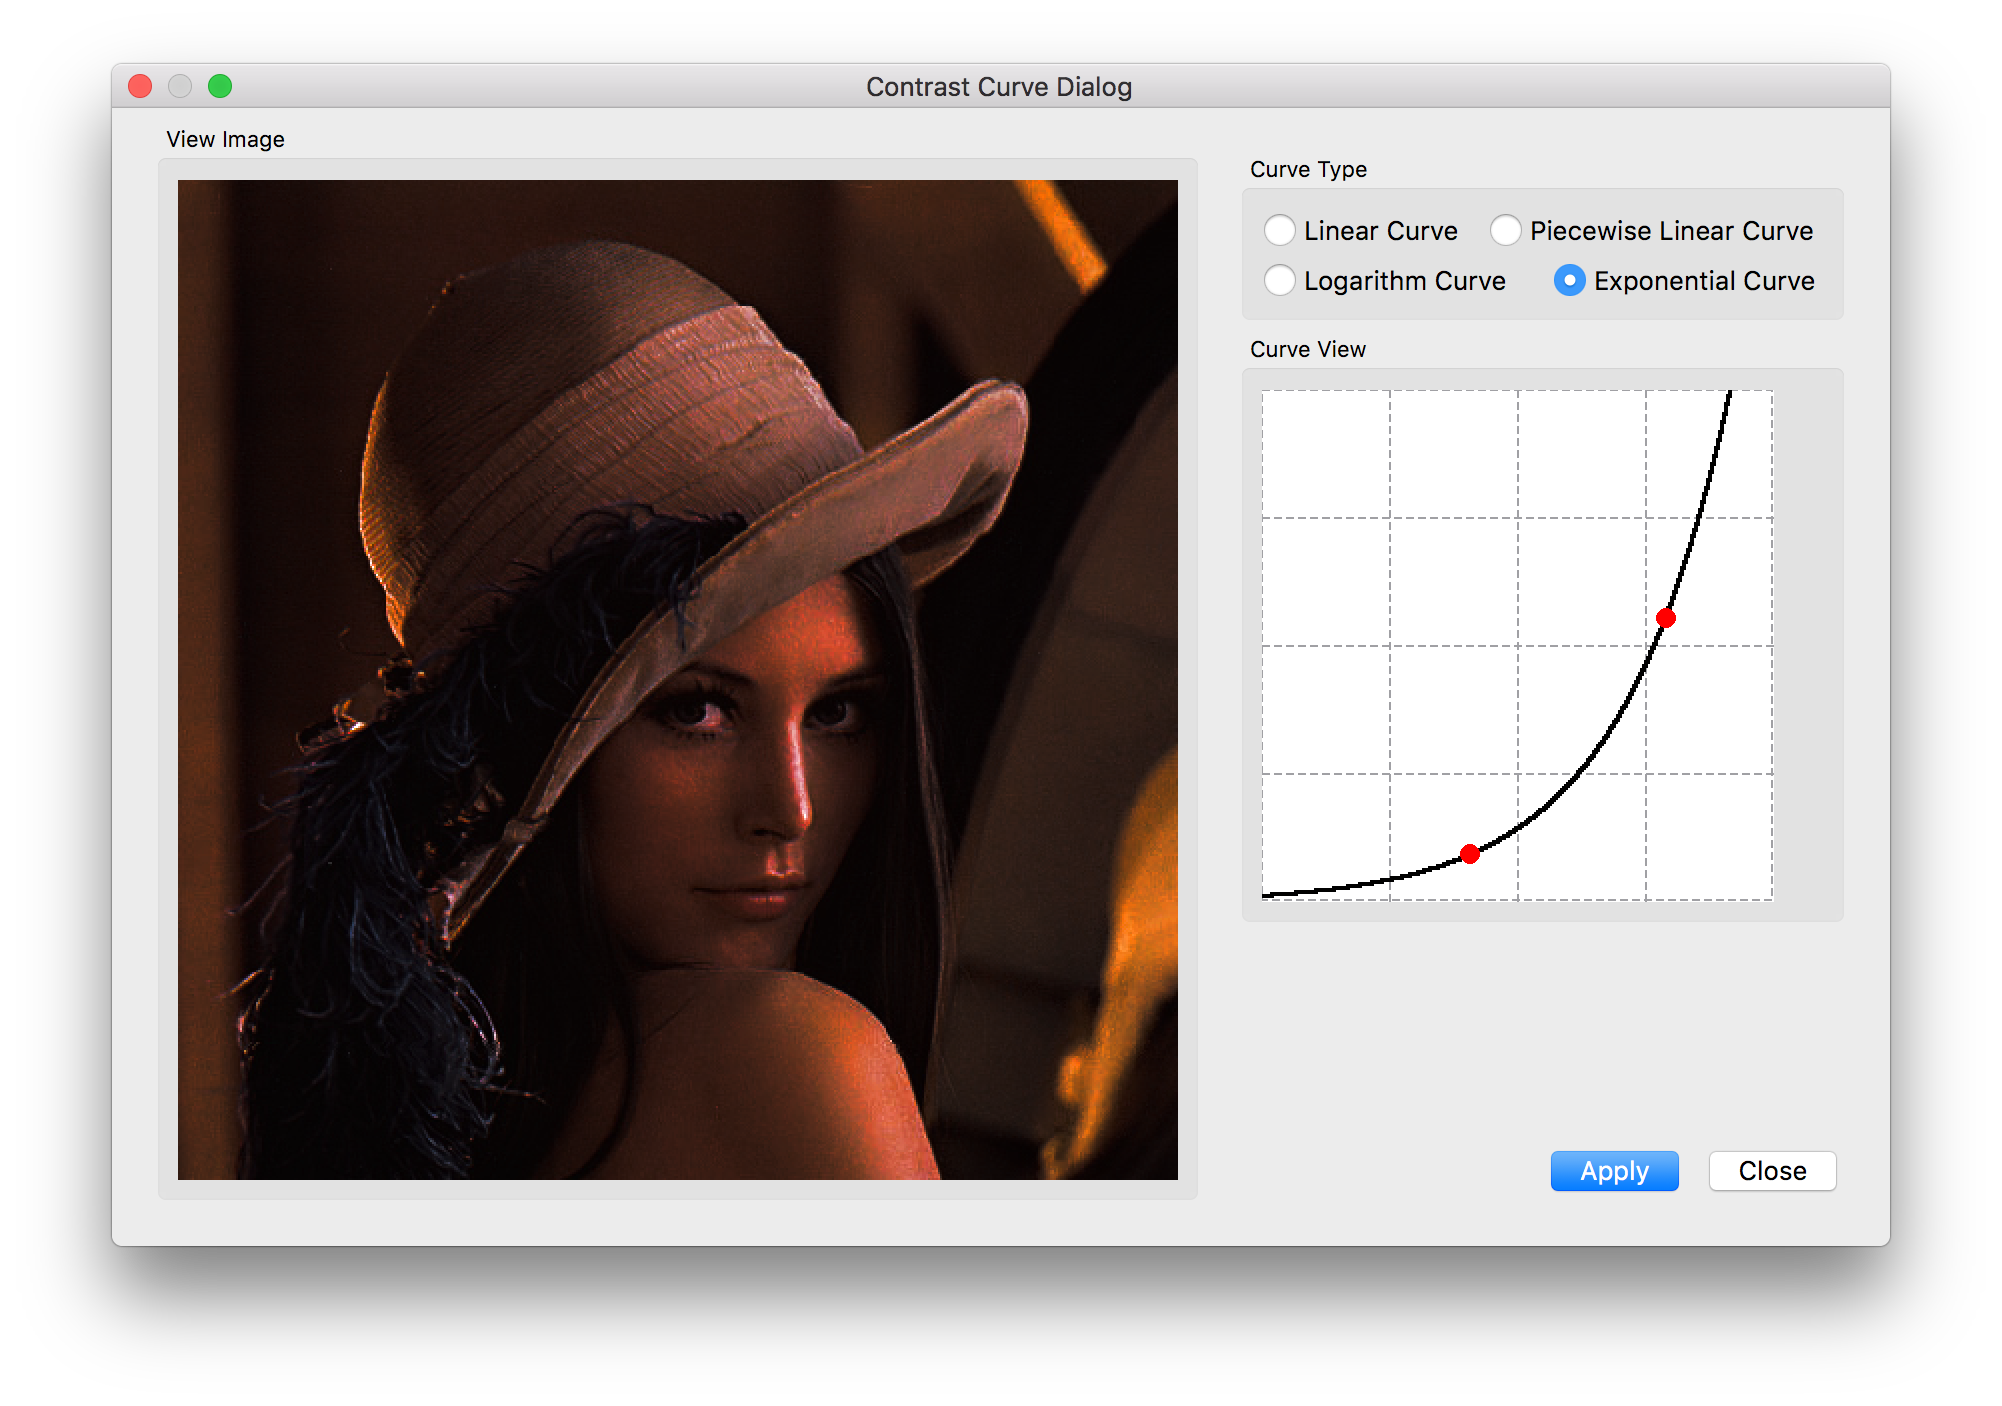 Contrast Curve Dialog
View Image
Curve Type
Linear Curve
Piecewise Linear Curve
Logarithm Curve
Exponential Curve
Curve View
Apply
Close